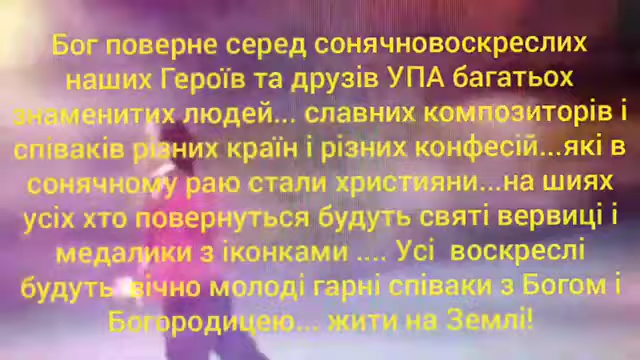 Бог поверне серед сонячновоскреслих
наших Героїв та друзів УПА багатьох
знаменитих людей... славних композиторів і
співаків різних країн і різних конфесій...які в
сонячному раю стали християни...на шиях
усіх хто повернуться будуть святі вервиці і
медалики з іконками .... Усі воскреслі
будуть вічно молоді гарні співаки з Богом і
Богородицею... жити на Землі!